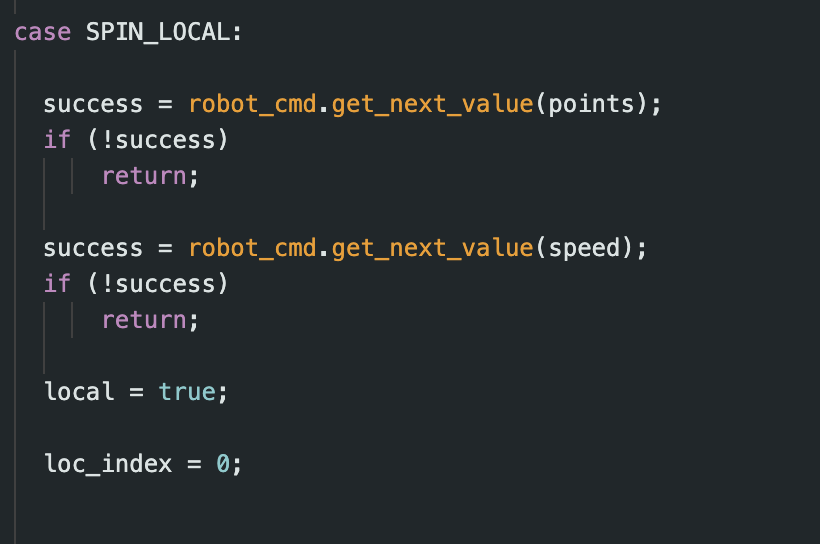 case SPIN_LOCAL:
success = robot_cmd.get_next_value(points);
if (!success)
return;
success = robot_cmd.get_next_value(speed);
if (!success)
return;
local = true;
loc_index = 0;